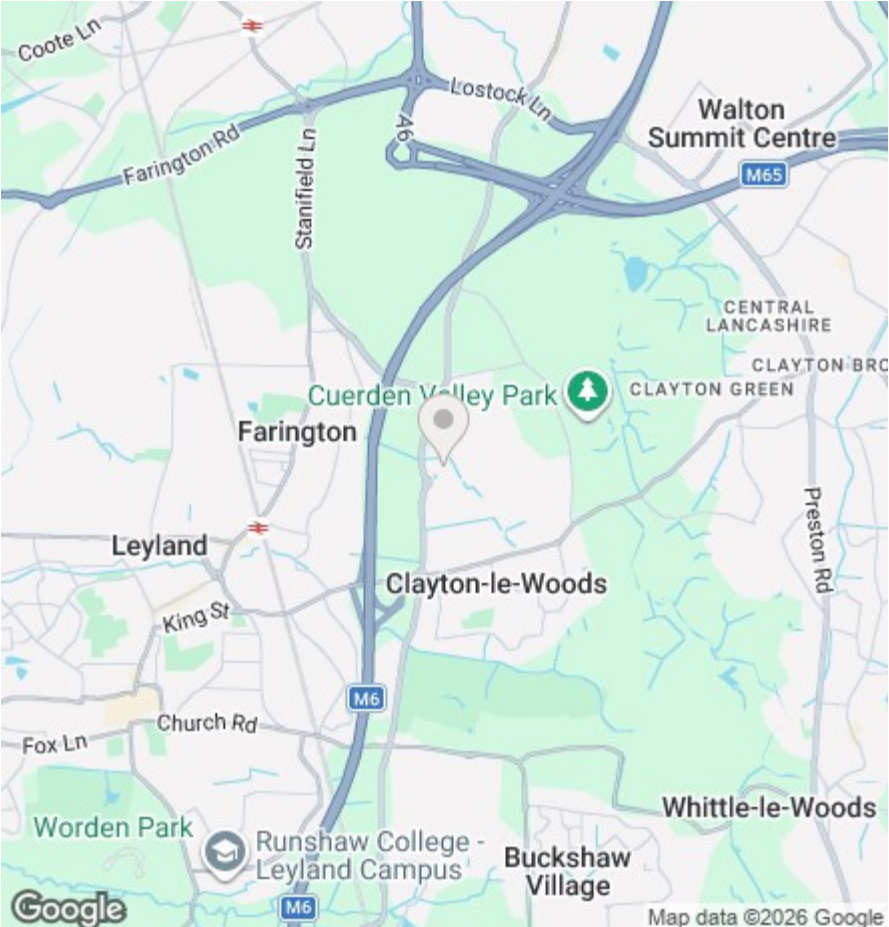 Coote Ln
Lostock Ln
Walton
Summit Centre
A6
Farington Rd
M65
Stanifield Ln
CENTRAL
LANCASHIRE
CLAYTON BRO
Cuerden Valley Park
CLAYTON GREEN
Farington
Leyland
Preston Rd
Clayton-le-Woods
King St
M6
Church Rd
Fox Ln
Whittle-le-Woods
Worden Park
Runshaw College -
Leyland Campus
Buckshaw
Village
M6
Google
Map data ©2026 Google